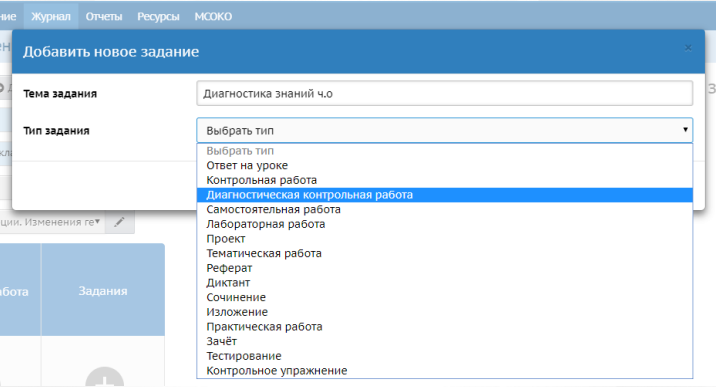 ние Журнал Отчеты Ресурсы МСОКО
Добавить новое задание ×
Тема задания Диагностика знаний ч.о
Тип задания Выбрать тип
Выбрать тип
Ответ на уроке
Контрольная работа
Диагностическая контрольная работа
Самостоятельная работа
Лабораторная работа
Проект
Тематическая работа
Реферат
Диктант
Сочинение
Изложение
Практическая работа
Зачёт
Тестирование
Контрольное упражнение
ции. Изменения ге
бота Задания